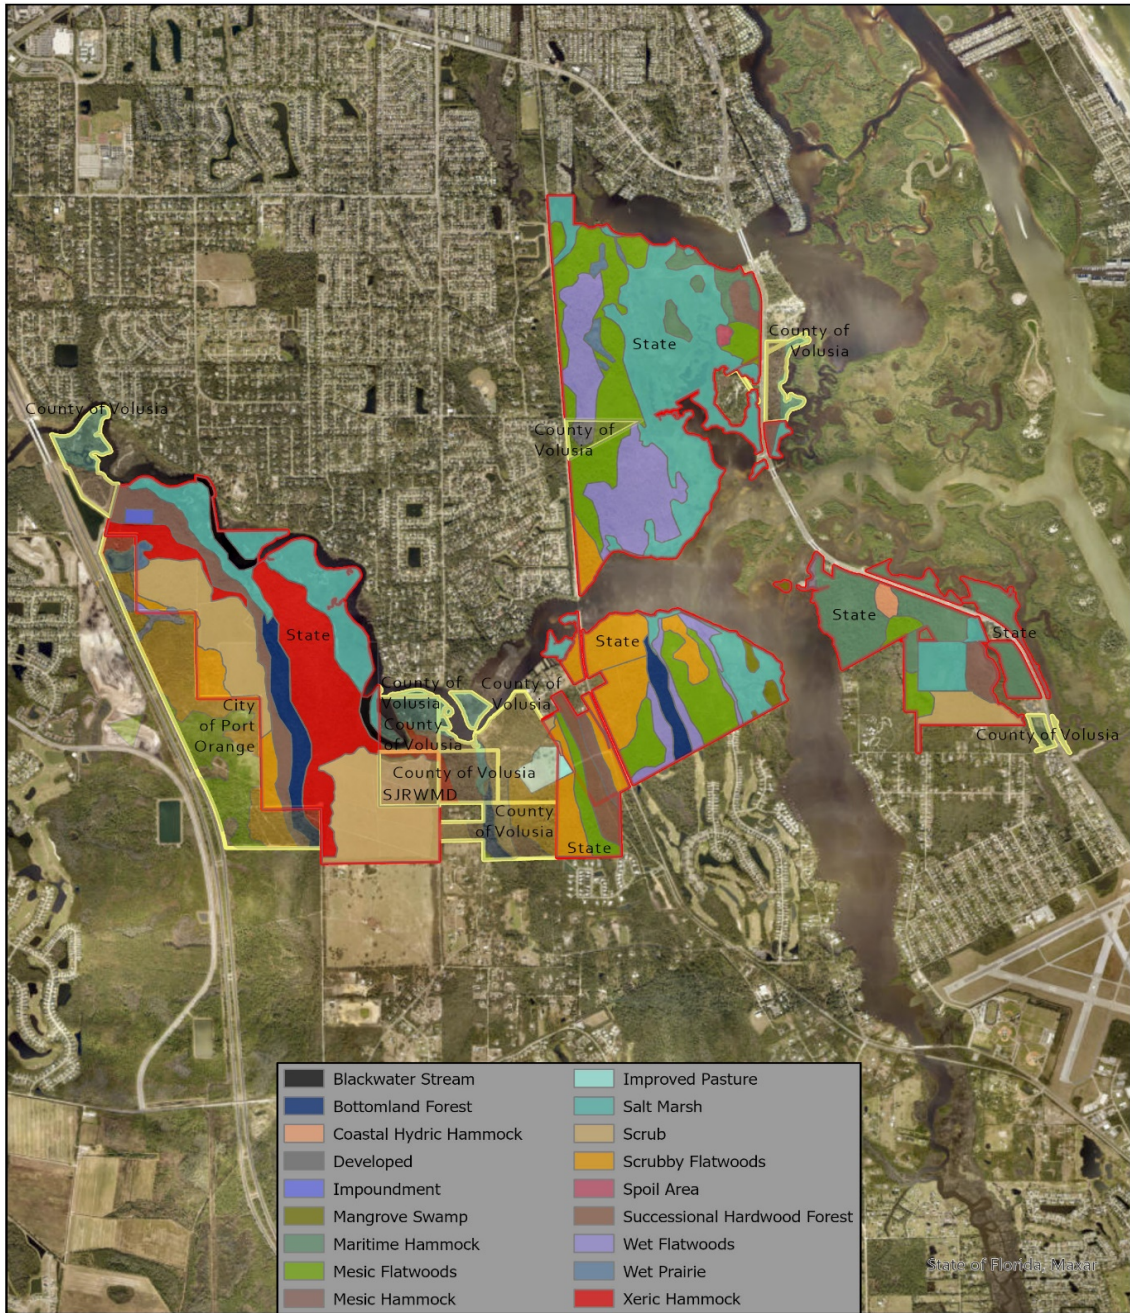 State
County of
Volusia
County of Volusia
County of
Volusia
State
State
State
State
City
of Port
Orange
County of
Volusia
County of
Volusia
County
of Volusia
County of Volusia
SJRWMD
County
of Volusia
State
County of Volusia
Blackwater Stream
Bottomland Forest
Coastal Hydric Hammock
Developed
Impoundment
Mangrove Swamp
Maritime Hammock
Mesic Flatwoods
Mesic Hammock
Improved Pasture
Salt Marsh
Scrub
Scrubby Flatwoods
Spoil Area
Successional Hardwood Forest
Wet Flatwoods
Wet Prairie
Xeric Hammock
State of Florida, Maxar